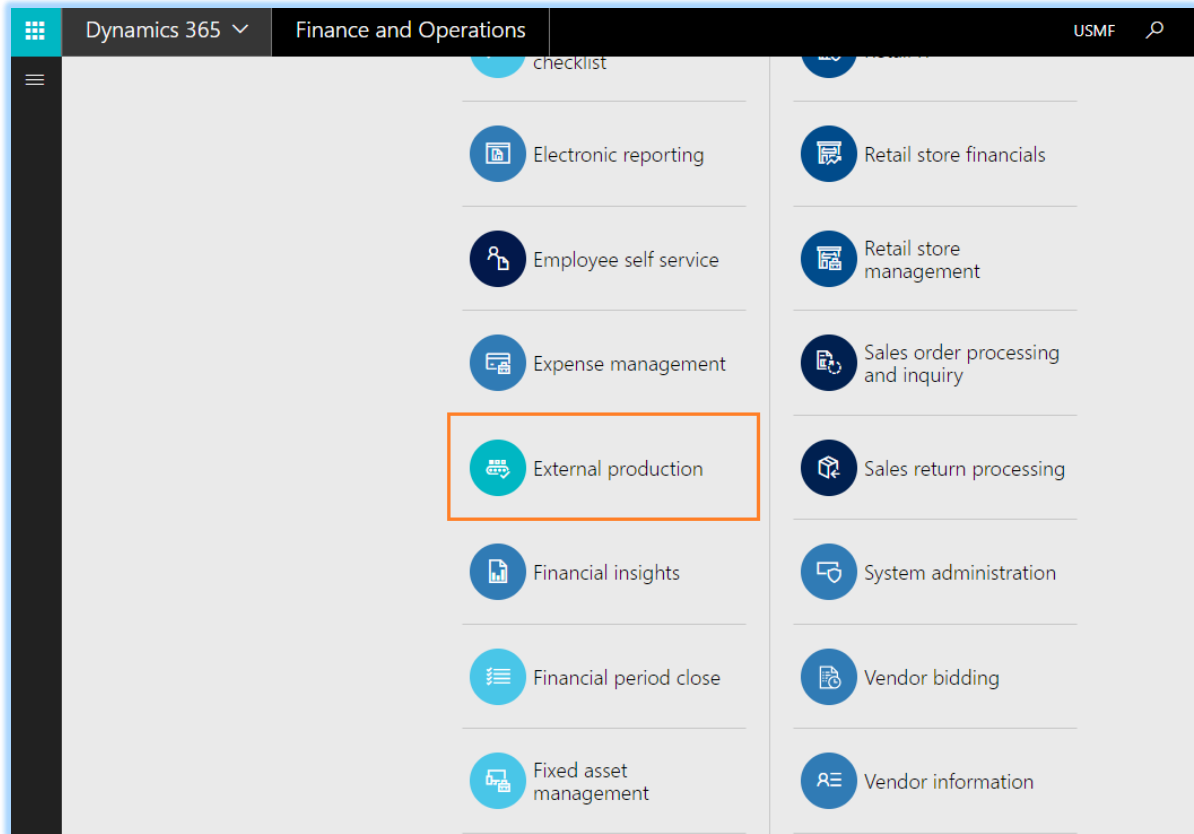 Dynamics 365
Finance and Operations
USMF
checklist
Electronic reporting
Employee self service
Expense management
External production
Financial insights
Financial period close
Fixed asset
management
Retail store financials
Retail store
management
Sales order processing
and inquiry
Sales return processing
System administration
Vendor bidding
Vendor information